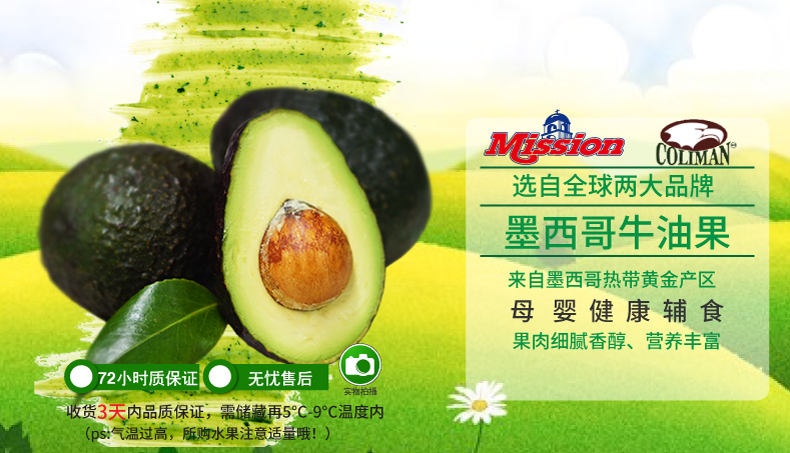 Mission
COLIMAN
选自全球两大品牌
墨西哥牛油果
来自墨西哥热带黄金产区
母婴健康辅食
果肉细腻香醇、营养丰富
72小时质保证
无忧售后
实物拍摄
收货3天内品质保证，需储藏再5°C-9°C温度内
（ps:气温过高，所购水果注意适量哦！）